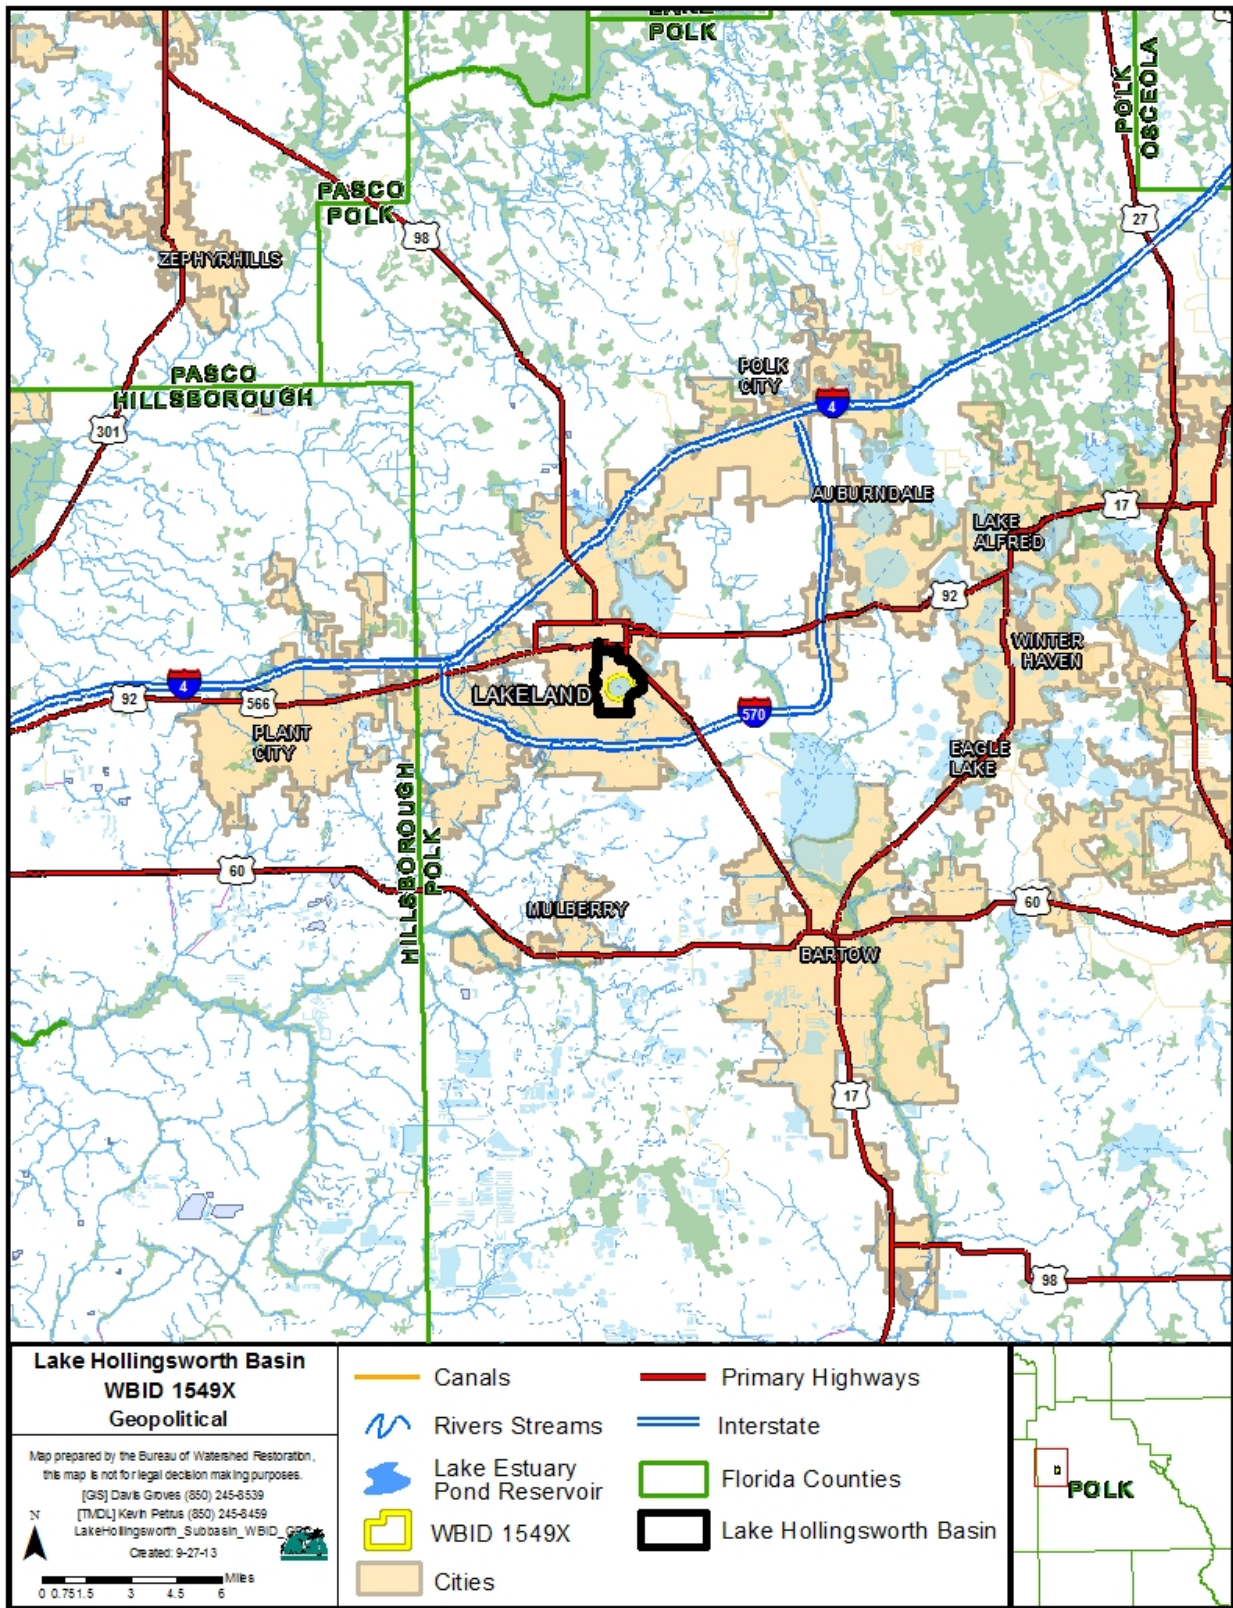 LAKE
POLK
POLK
OSCEOLA
27
PASCO
POLK
98
ZEPHYRHILLS
PASCO
HILLSBOROUGH
301
POLK
CITY
4
AUBURNDALE
17
LAKE
ALFRED
92
WINTER
HAVEN
4
92
566
LAKELAND
570
PLANT
CITY
EAGLE
LAKE
HILLSBOROUGH
POLK
60
MULBERRY
60
BARTOW
17
98
Lake Hollingsworth Basin
WBID 1549X
Geopolitical
Map prepared by the Bureau of Watershed Restoration,
this map is not for legal decision making purposes.
[GIS] Davis Groves (850) 245-8539
[TMDL] Kevin Petrus (850) 245-8459
LakeHollingsworth_Subbasin_WBID_
Created: 9-27-13
N
Miles
0 0.75 1.5 3 4.5 6
Canals
Rivers Streams
Lake Estuary
Pond Reservoir
WBID 1549X
Cities
Primary Highways
Interstate
Florida Counties
Lake Hollingsworth Basin
POLK